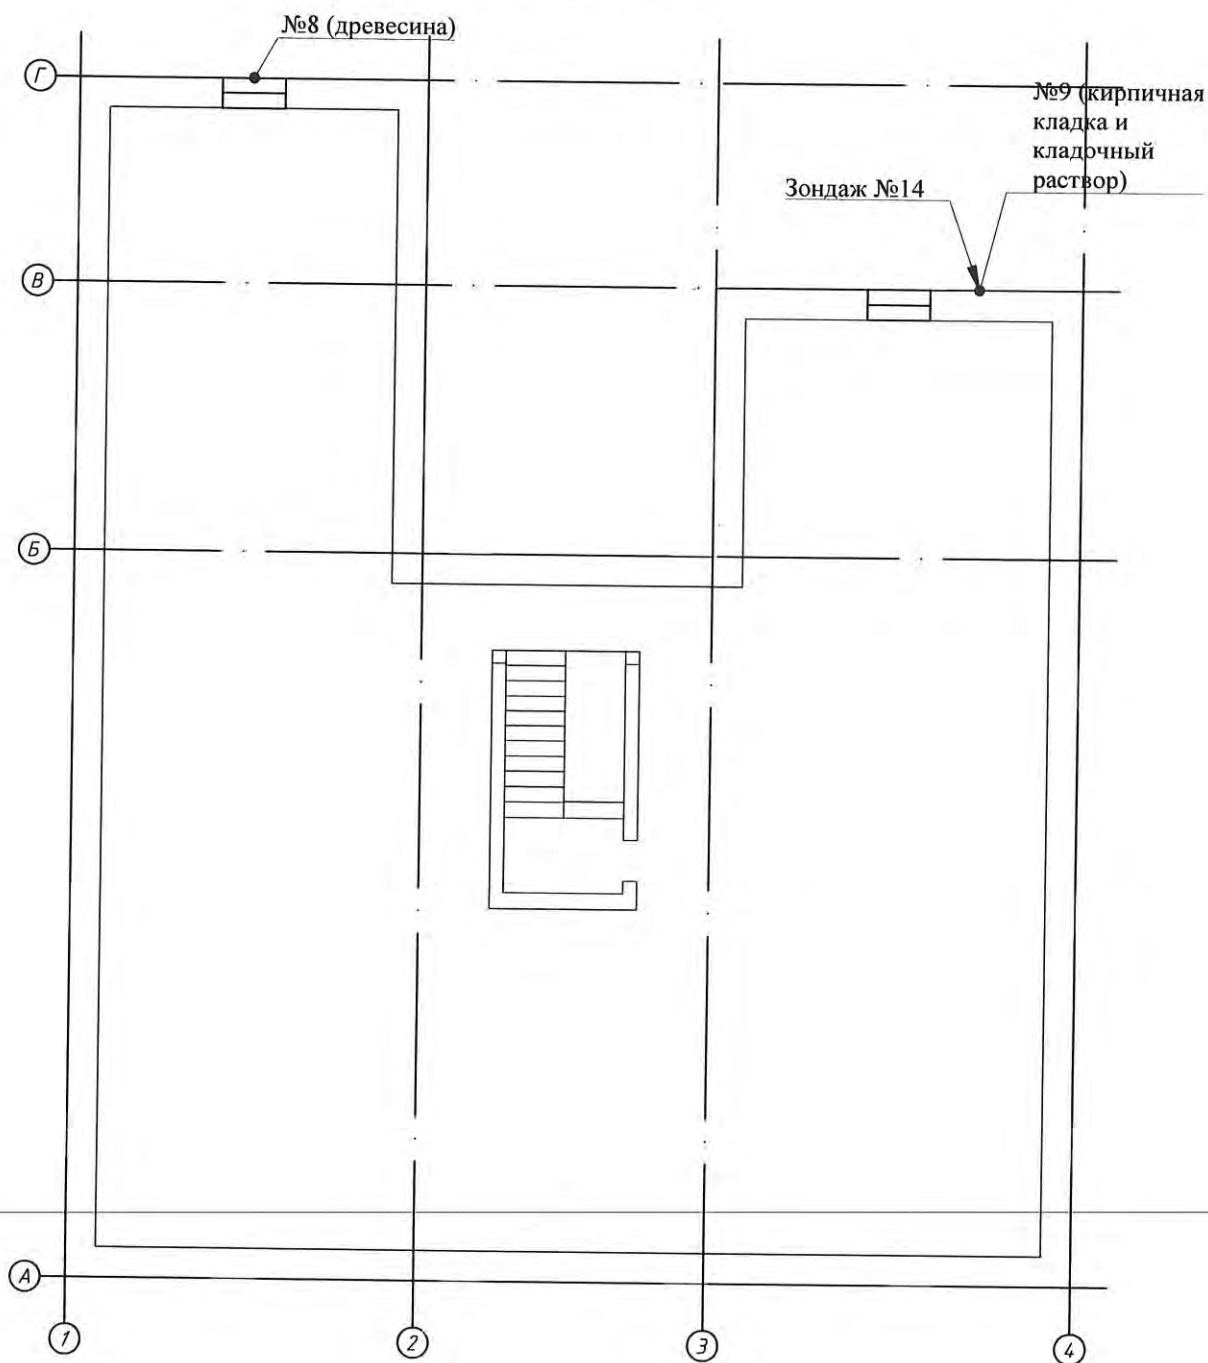 №8 (древесина)
Г
№9 (кирпичная
кладка и
кладочный
раствор)
Зондаж №14
В
Б
А
1
2
3
4